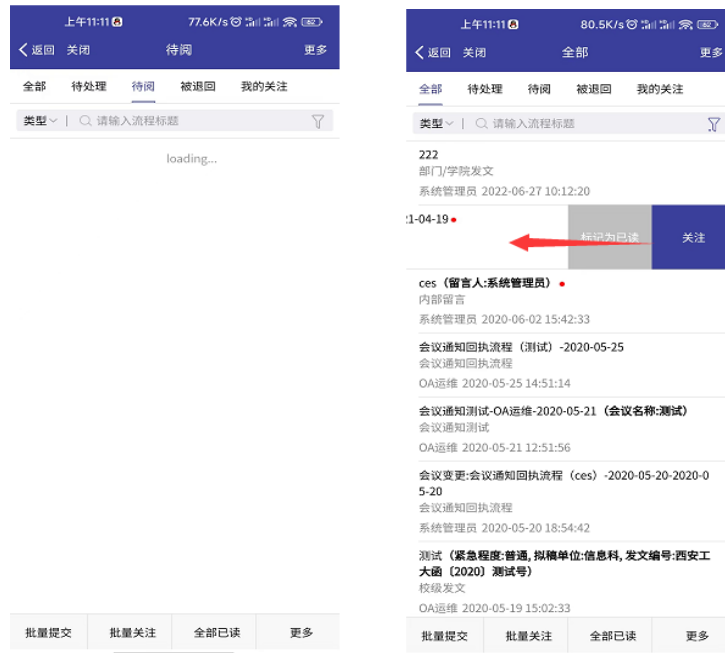 上午11:11 77.6K/s 62
返回 关闭 待阅 更多
全部 待处理 待阅 被退回 我的关注
类型 | 请输入流程标题
loading...
批量提交 批量关注 全部已读 更多
上午11:11 80.5K/s 62
返回 关闭 全部 更多
全部 待处理 待阅 被退回 我的关注
类型 | 请输入流程标题
222
部门/学院发文
系统管理员 2022-06-27 10:12:20
1-04-19
标记为已读 关注
ces（留言人:系统管理员）
内部留言
系统管理员 2020-06-02 15:42:33
会议通知回执流程（测试）-2020-05-25
会议通知回执流程
OA运维 2020-05-25 14:51:14
会议通知测试-OA运维-2020-05-21（会议名称:测试）
会议通知测试
OA运维 2020-05-21 12:51:56
会议变更:会议通知回执流程（ces）-2020-05-20-2020-0
5-20
会议通知回执流程
系统管理员 2020-05-20 18:54:42
测试（紧急程度:普通, 拟稿单位:信息科, 发文编号:西安工
大函〔2020〕测试号）
校级发文
OA运维 2020-05-19 15:02:33
批量提交 批量关注 全部已读 更多